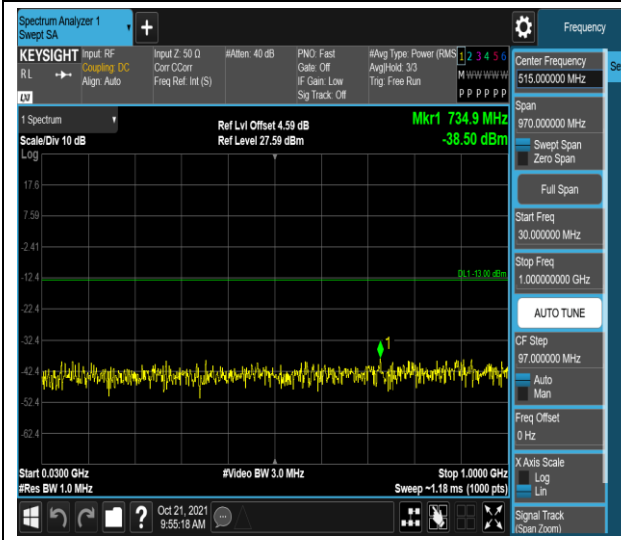 Spectrum Analyzer 1
Swept SA
Frequency
KEYSIGHT
RL
LXI
Input: RF
Coupling: DC
Align: Auto
Input Z: 50 Ω
Corr CCorr
Freq Ref: Int (S)
#Atten: 40 dB
PNO: Fast
Gate: Off
IF Gain: Low
Sig Track: Off
#Avg Type: Power (RMS
Avg|Hold: 3/3
Trig: Free Run
1 2 3 4 5 6
M W W W W W
P P P P P P
1 Spectrum
Scale/Div 10 dB
Log
Ref Lvl Offset 4.59 dB
Ref Level 27.59 dBm
Mkr1 734.9 MHz
-38.50 dBm
17.6
7.59
-2.41
-12.4
-22.4
-32.4
-42.4
-52.4
-62.4
DL1 -13.00 dBm
1
Start 0.0300 GHz
#Res BW 1.0 MHz
#Video BW 3.0 MHz
Stop 1.0000 GHz
Sweep ~1.18 ms (1000 pts)
Oct 21, 2021
9:55:18 AM
?
Center Frequency
515.000000 MHz
Se
Span
970.000000 MHz
Swept Span
Zero Span
Full Span
Start Freq
30.000000 MHz
Stop Freq
1.000000000 GHz
AUTO TUNE
CF Step
97.000000 MHz
Auto
Man
Freq Offset
0 Hz
X Axis Scale
Log
Lin
Signal Track
(Span Zoom)